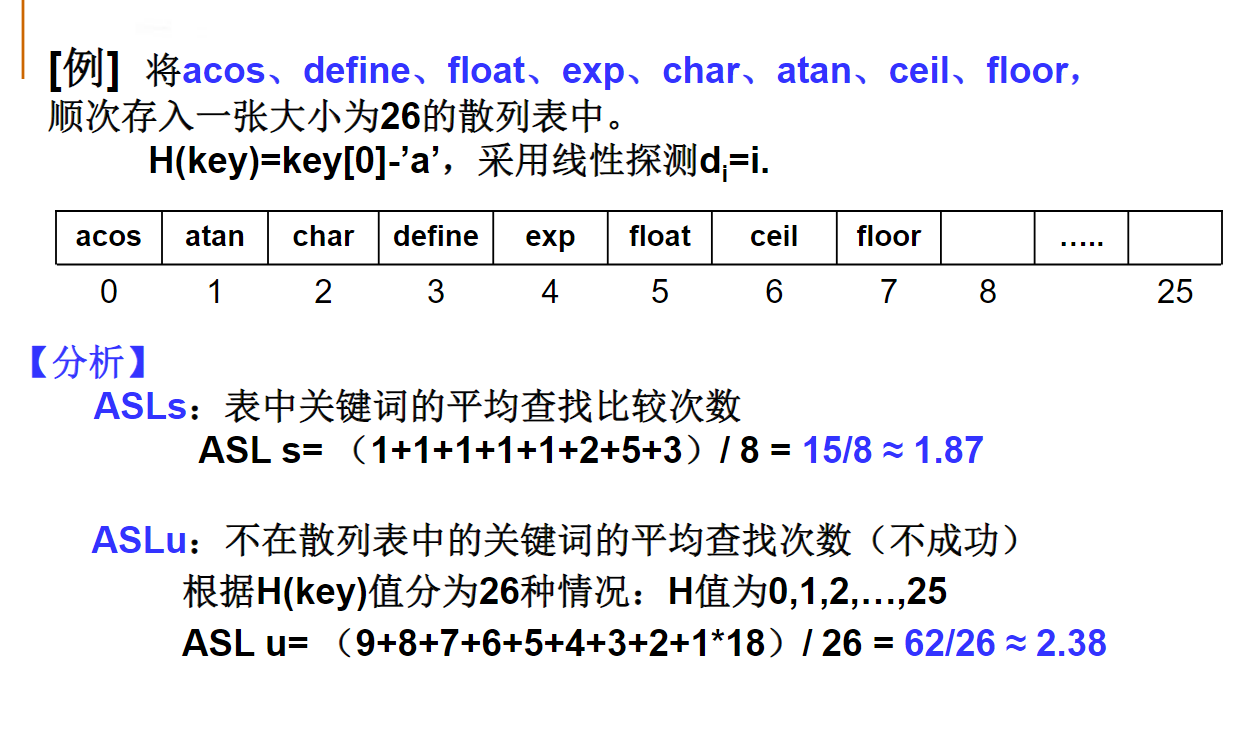 [例] 将acos、define、float、exp、char、atan、ceil、floor，
顺次存入一张大小为26的散列表中。
H(key)=key[0]-’a’，采用线性探测di=i.
acos atan char define exp float ceil floor …..
0 1 2 3 4 5 6 7 8 25
【分析】
ASLs：表中关键词的平均查找比较次数
ASL s= （1+1+1+1+1+2+5+3）/ 8 = 15/8 ≈ 1.87
ASLu：不在散列表中的关键词的平均查找次数（不成功）
根据H(key)值分为26种情况：H值为0,1,2,…,25
ASL u= （9+8+7+6+5+4+3+2+1*18）/ 26 = 62/26 ≈ 2.38